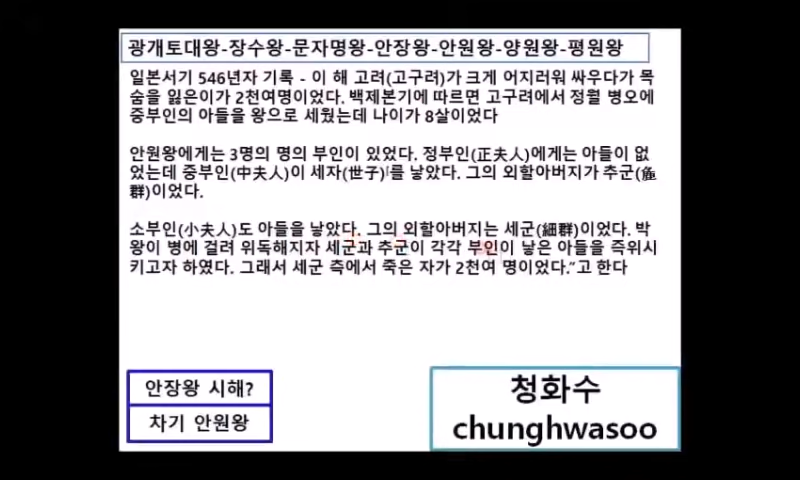 광개토대왕-장수왕-문자명왕-안장왕-안원왕-양원왕-평원왕
일본서기 546년자 기록 - 이 해 고려(고구려)가 크게 어지러워 싸우다가 목
숨을 잃은이가 2천여명이었다. 백제본기에 따르면 고구려에서 정월 병오에
중부인의 아들을 왕으로 세웠는데 나이가 8살이었다
안원왕에게는 3명의 명의 부인이 있었다. 정부인(正夫人)에게는 아들이 없
었는데 중부인(中夫人)이 세자(世子)「를 낳았다. 그의 외할아버지가 추군(麁
群)이었다.
소부인(小夫人)도 아들을 낳았다. 그의 외할아버지는 세군(細群)이었다. 박
왕이 병에 걸려 위독해지자 세군과 추군이 각각 부인이 낳은 아들을 즉위시
키고자 하였다. 그래서 세군 측에서 죽은 자가 2천여 명이었다.”고 한다
안장왕 시해?
차기 안원왕
청화수
chunghwasoo